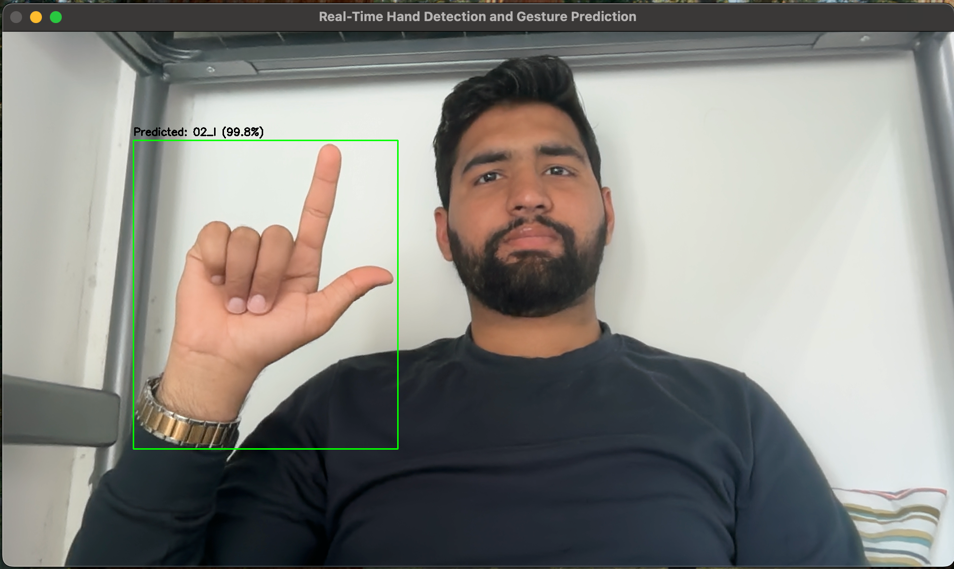 Real-Time Hand Detection and Gesture Prediction
Predicted: 02_l (99.8%)